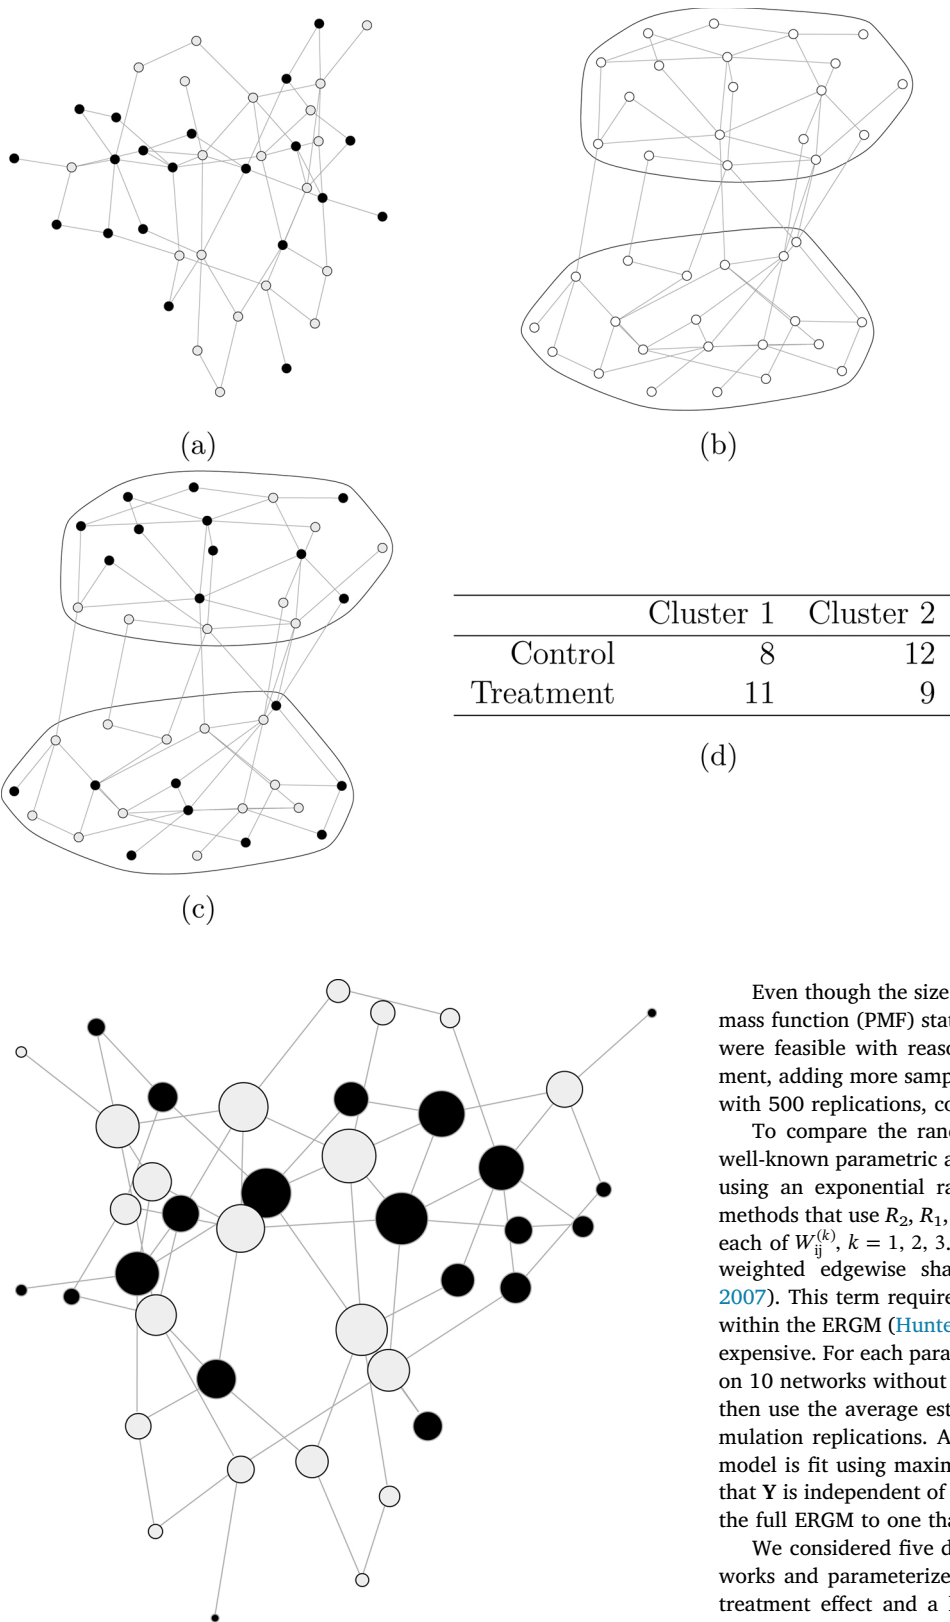 (a)
(b)
(c)
Cluster 1 Cluster 2
Control 8 12
Treatment 11 9
(d)
Even though the size
mass function (PMF) stat
were feasible with reaso
ment, adding more samp
with 500 replications, co
To compare the rand
well-known parametric a
using an exponential ra
methods that use R₂, R₁,
each of W_ij^(k), k = 1, 2, 3.
weighted edgewise sha
2007). This term require
within the ERGM (Hunte
expensive. For each para
on 10 networks without
then use the average est
mulation replications. A
model is fit using maxim
that Y is independent of
the full ERGM to one tha
We considered five d
works and parameterize
treatment effect and a